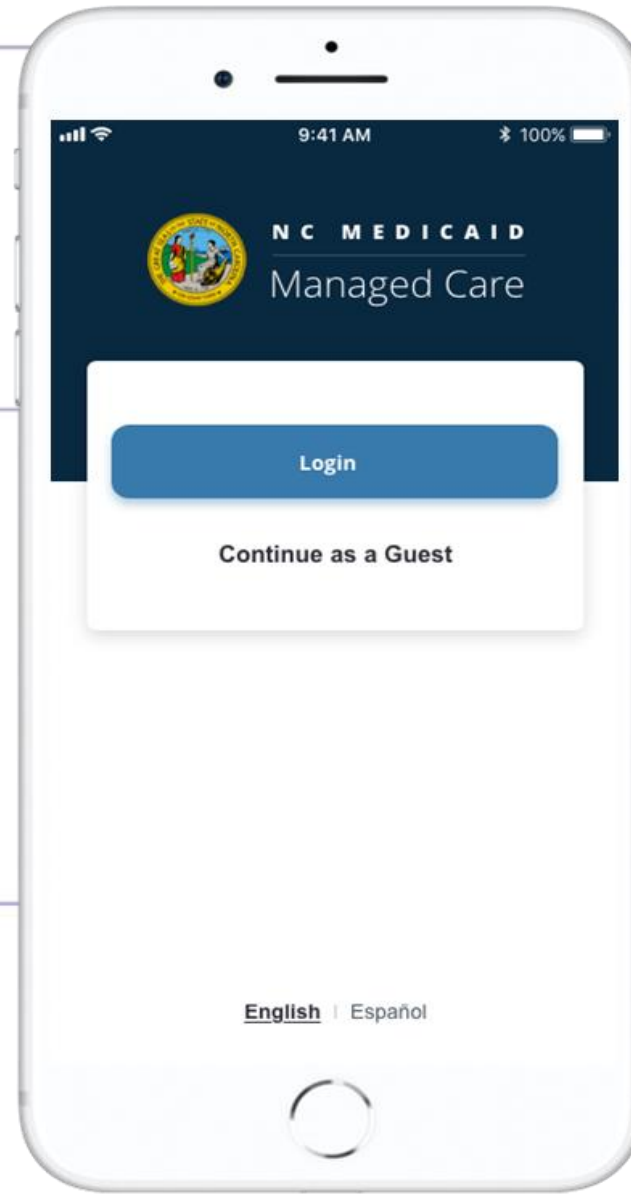 9:41 AM 100%
NC MEDICAID
Managed Care
Login
Continue as a Guest
English | Español